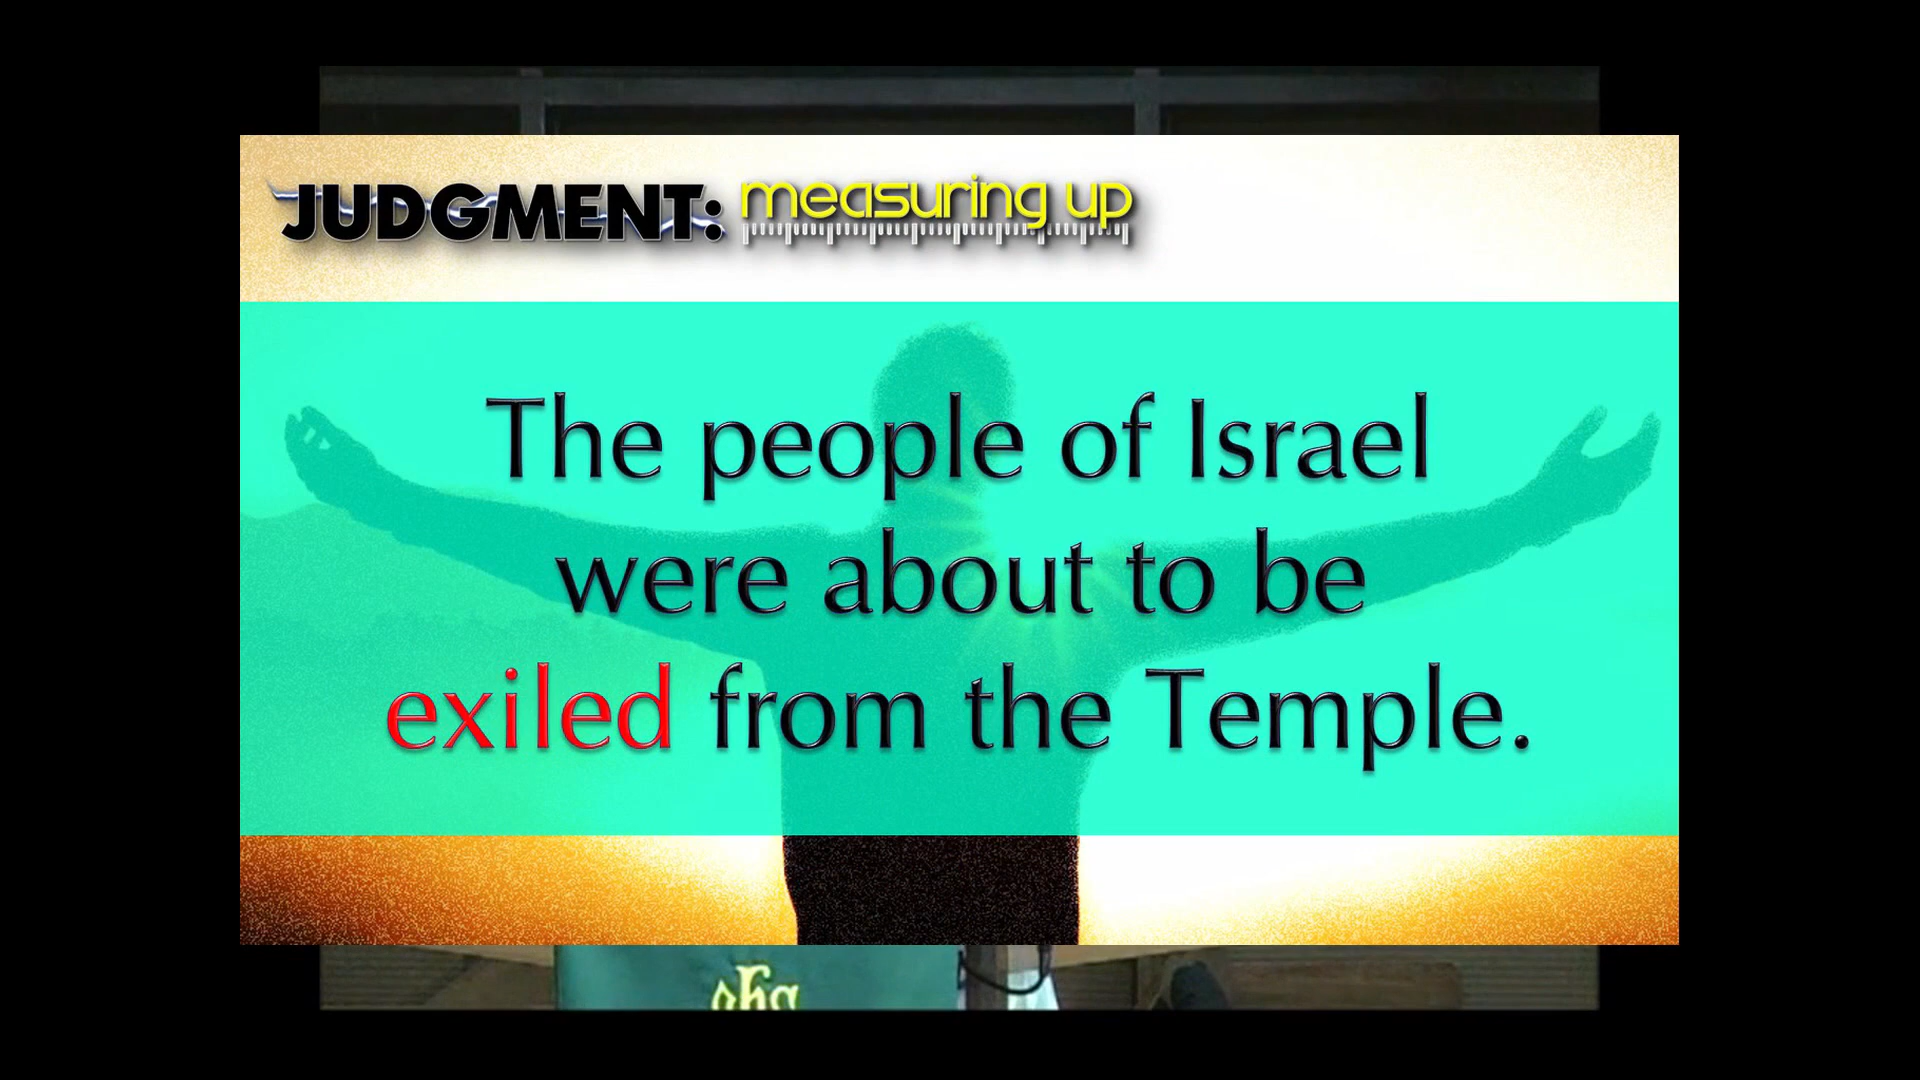 JUDGMENT: measuring up
The people of Israel
were about to be
exiled from the Temple.